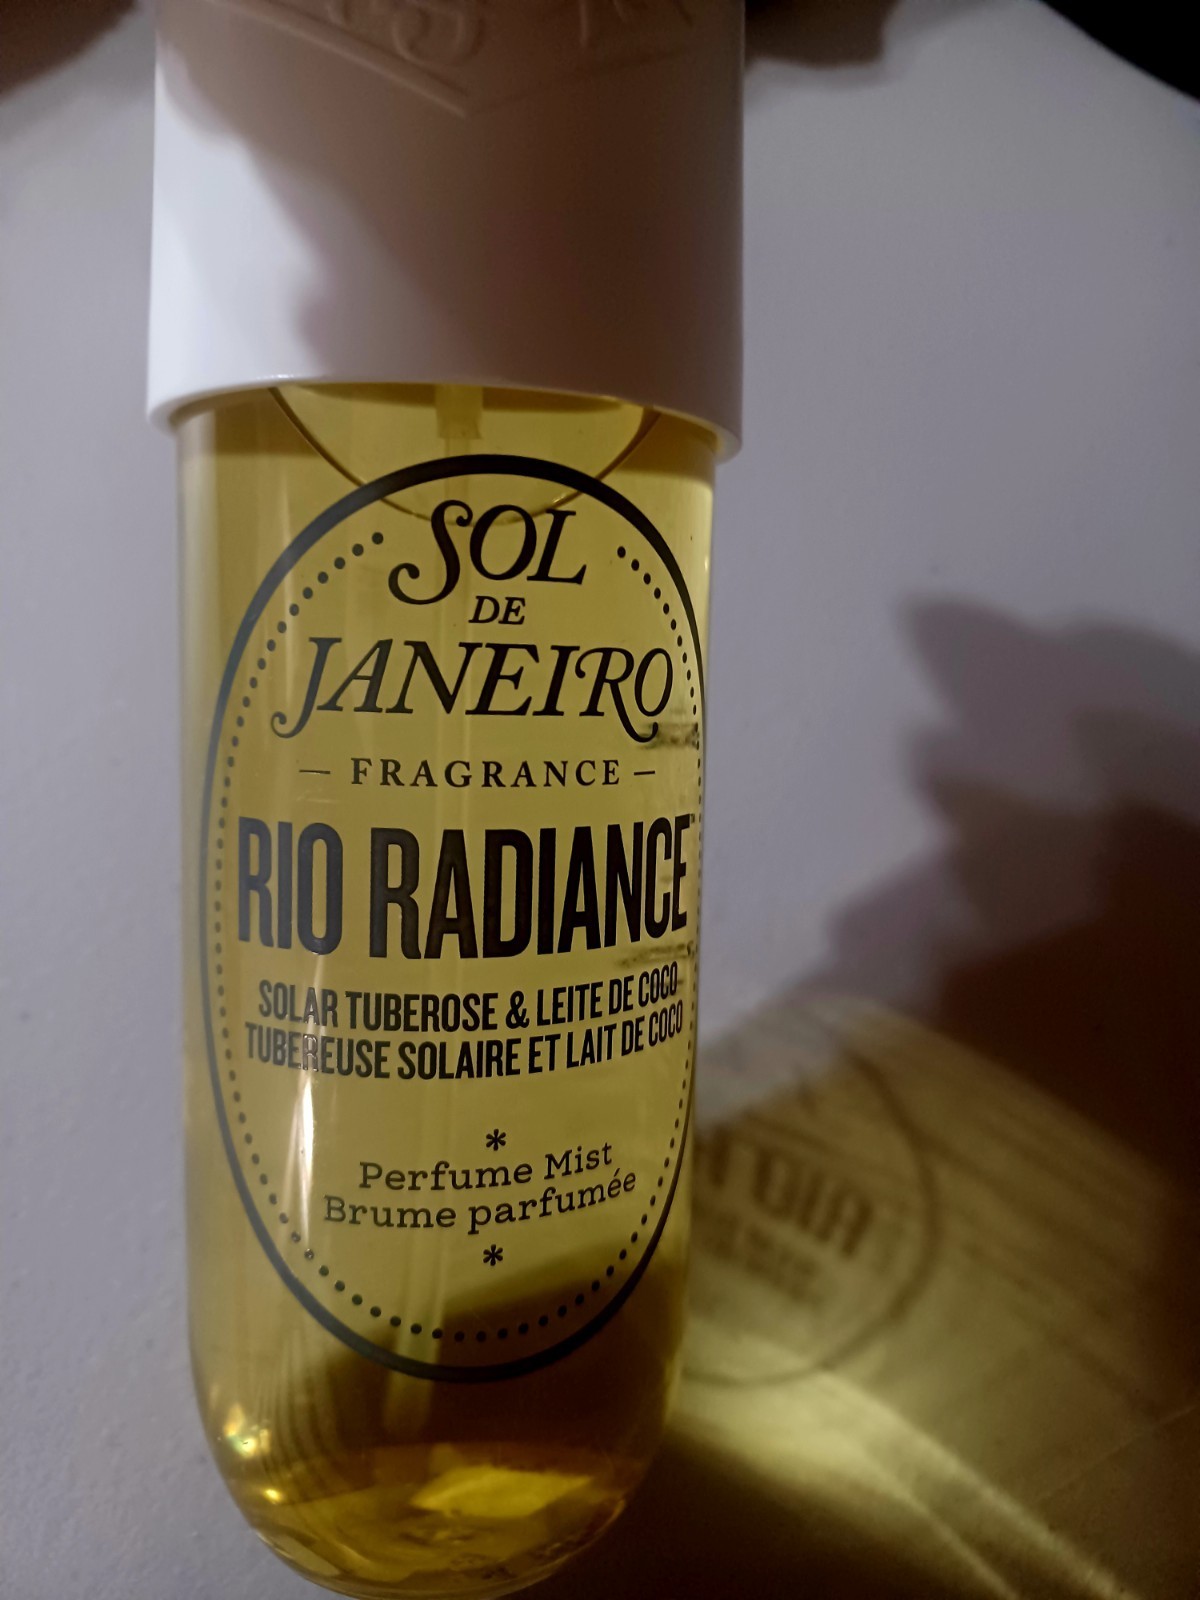 SOL
DE
JANEIRO
– FRAGRANCE –
RIO RADIANCE™
SOLAR TUBEROSE & LEITE DE COCO
TUBEREUSE SOLAIRE ET LAIT DE COCO
*
Perfume Mist
Brume parfumée
*